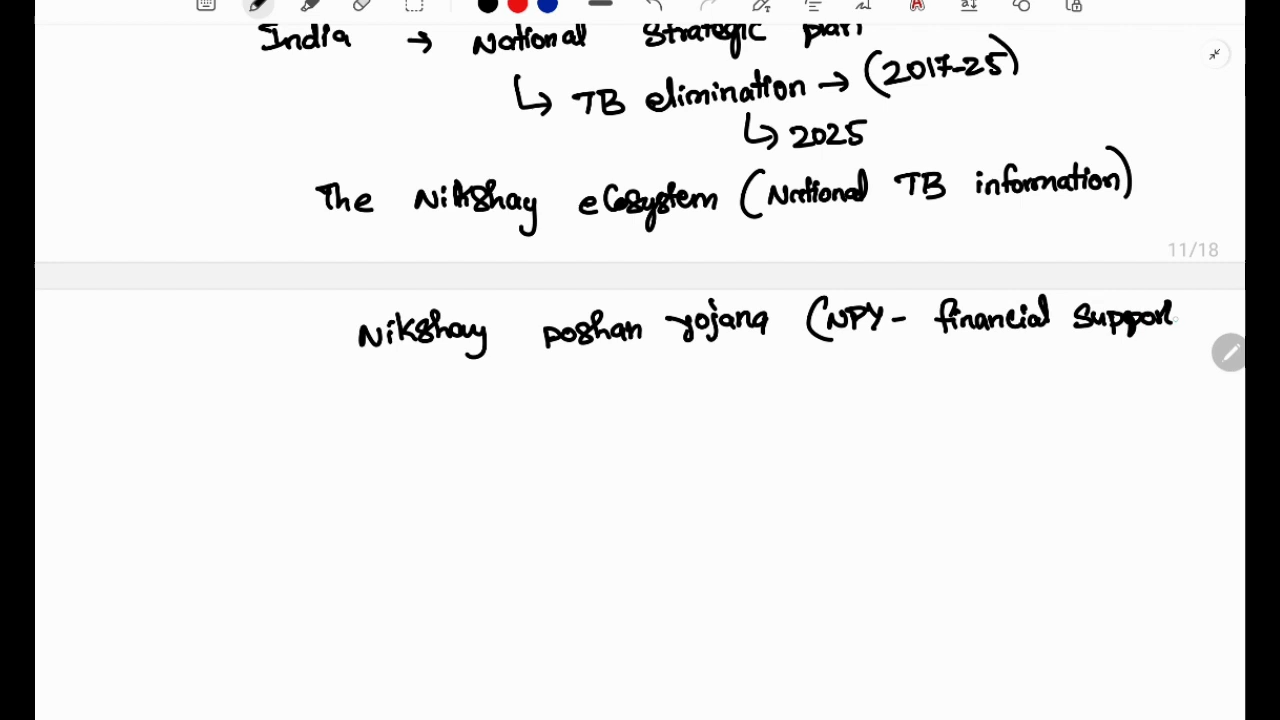 India → National Strategic plan
↳ TB elimination → (2017-25)
↳ 2025
The Nikshay ecosystem (National TB information)
11/18
Nikshay poshan yojana (NPY - financial support